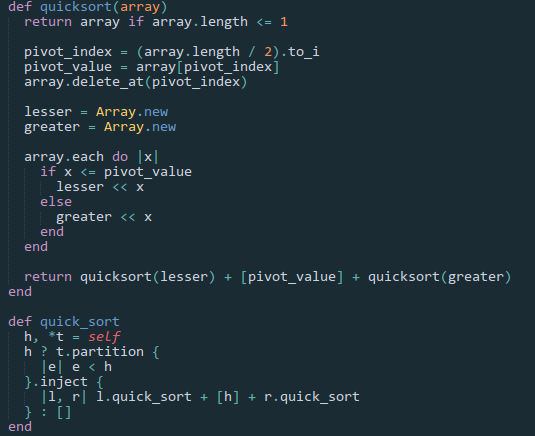 def quicksort(array)
  return array if array.length <= 1

  pivot_index = (array.length / 2).to_i
  pivot_value = array[pivot_index]
  array.delete_at(pivot_index)

  lesser = Array.new
  greater = Array.new

  array.each do |x|
    if x <= pivot_value
      lesser << x
    else
      greater << x
    end
  end

  return quicksort(lesser) + [pivot_value] + quicksort(greater)
end

def quick_sort
  h, *t = self
  h ? t.partition {
    |e| e < h
  }.inject {
    |l, r| l.quick_sort + [h] + r.quick_sort
  } : []
end